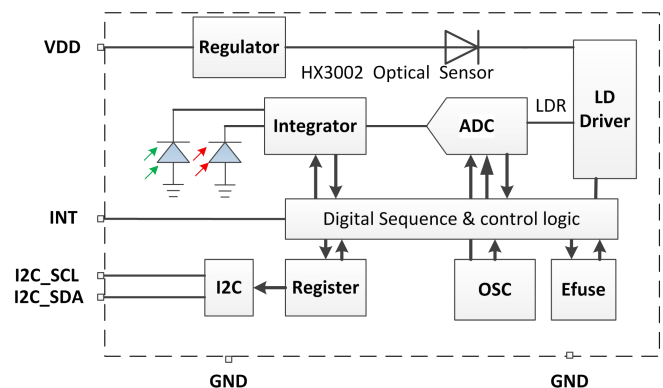 VDD
Regulator
HX3002 Optical Sensor
LD
Driver
LDR
Integrator
ADC
INT
Digital Sequence & control logic
I2C_SCL
I2C_SDA
I2C
Register
OSC
Efuse
GND
GND